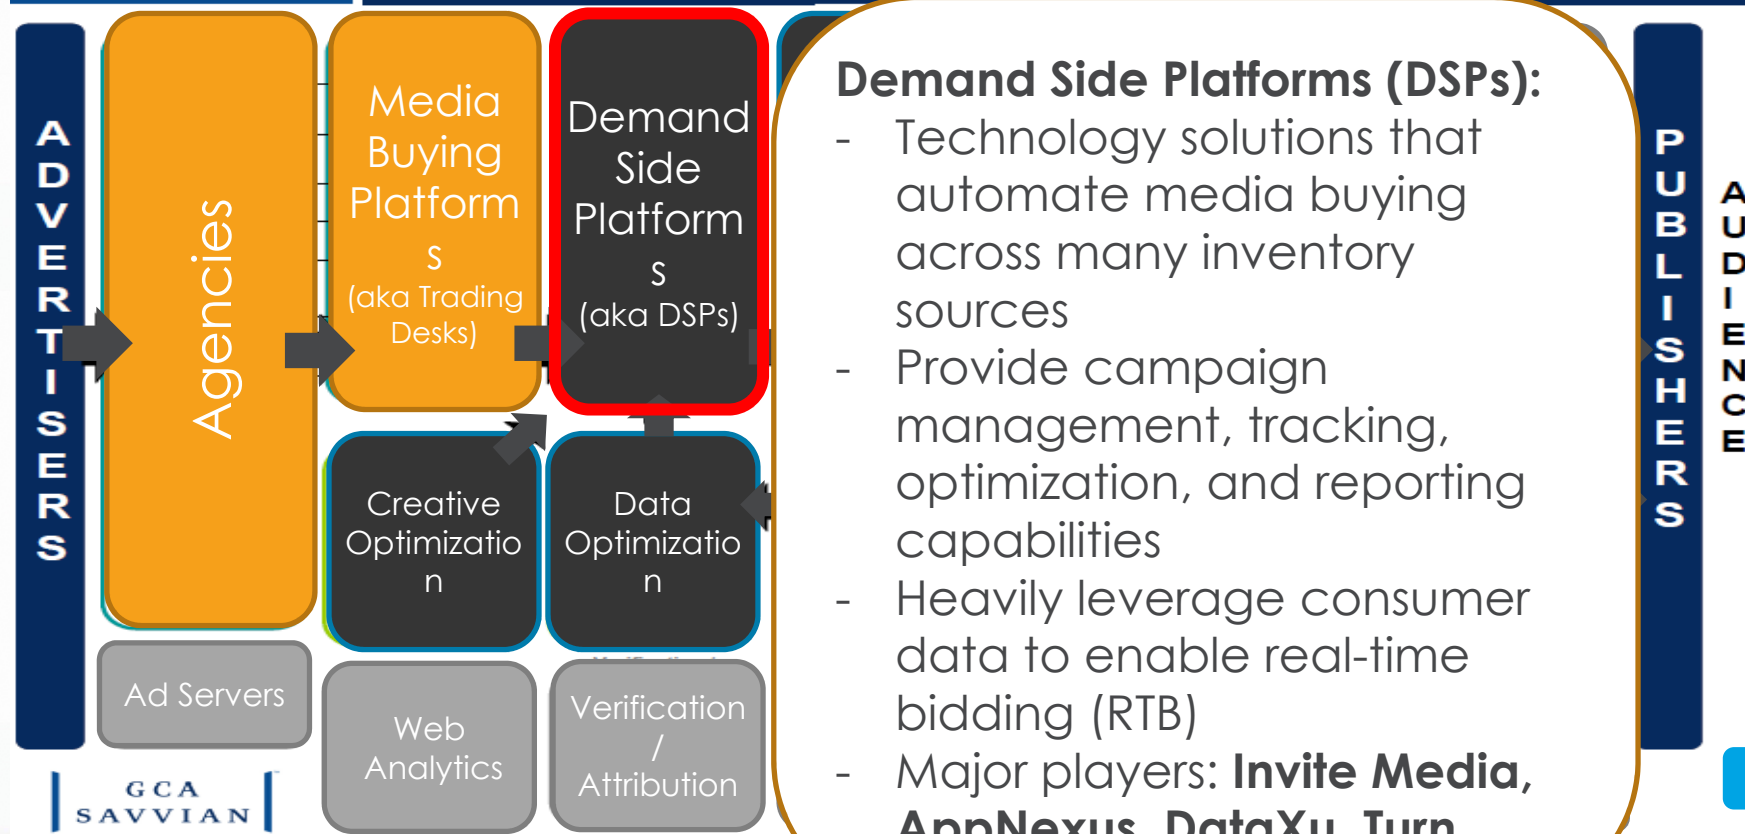 ADVERTISERS
Agencies
Media
Buying
Platform
s
(aka Trading
Desks)
Demand
Side
Platform
s
(aka DSPs)
Creative
Optimizatio
n
Data
Optimizatio
n
Ad Servers
Web
Analytics
Verification
/
Attribution
GCA
SAVVIAN
Demand Side Platforms (DSPs):
- Technology solutions that
automate media buying
across many inventory
sources
- Provide campaign
management, tracking,
optimization, and reporting
capabilities
- Heavily leverage consumer
data to enable real-time
bidding (RTB)
- Major players: Invite Media,
AppNexus, DataXu, Turn
PUBLISHERS
AUDIENCE